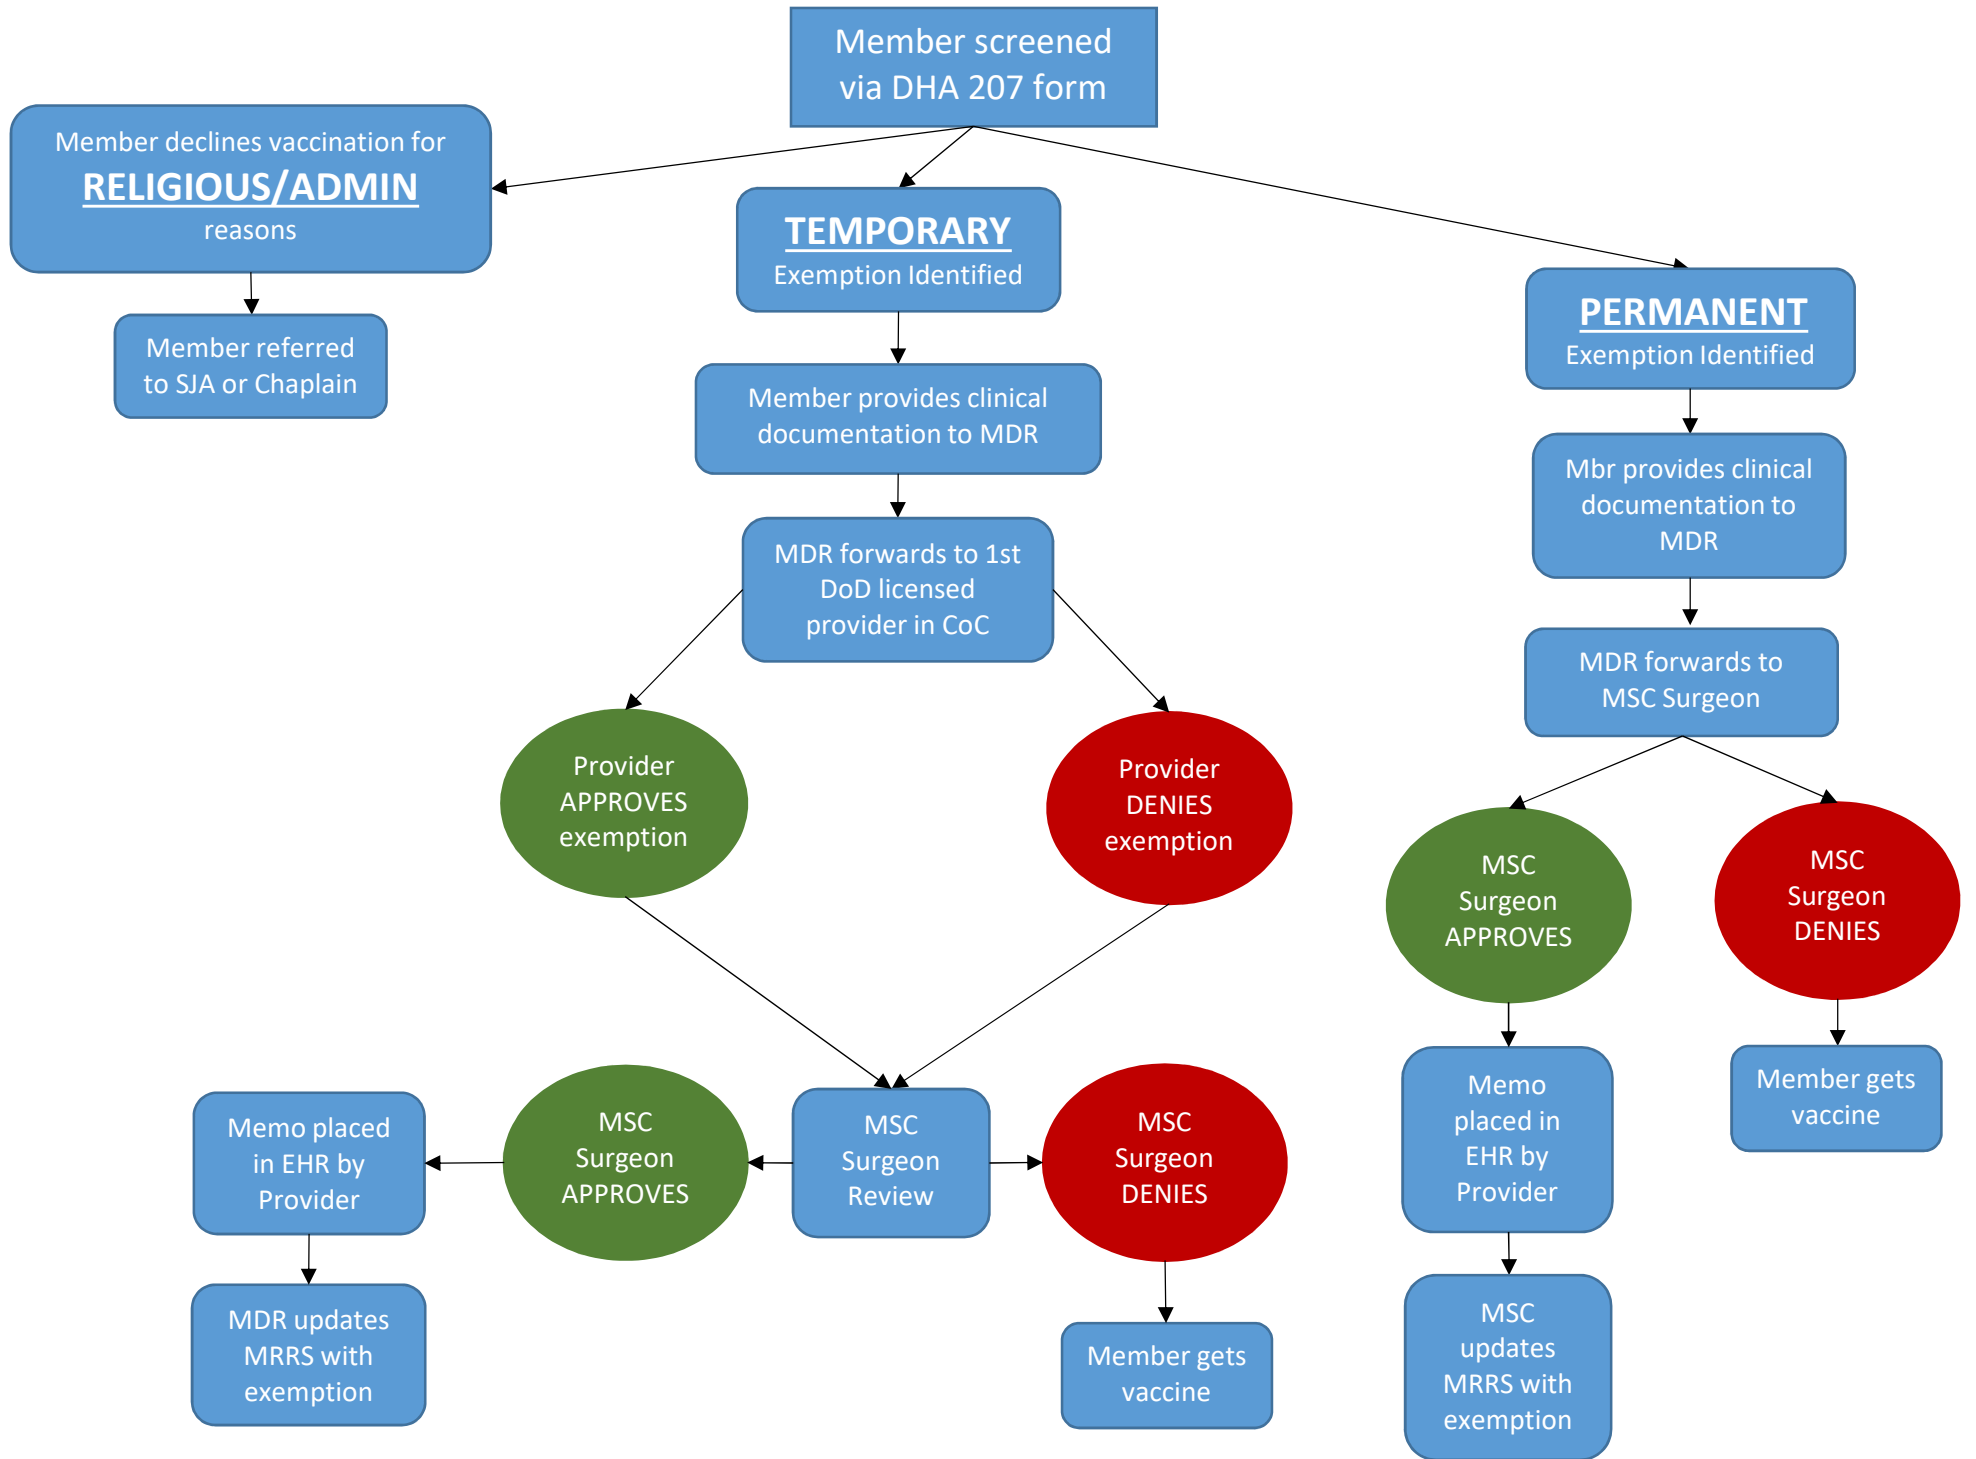 Member screened
via DHA 207 form
Member declines vaccination for
RELIGIOUS/ADMIN
reasons
Member referred
to SJA or Chaplain
TEMPORARY
Exemption Identified
Member provides clinical
documentation to MDR
MDR forwards to 1st
DoD licensed
provider in CoC
Provider
APPROVES
exemption
Provider
DENIES
exemption
MSC
Surgeon
Review
MSC
Surgeon
APPROVES
Memo placed
in EHR by
Provider
MDR updates
MRRS with
exemption
MSC
Surgeon
DENIES
Member gets
vaccine
PERMANENT
Exemption Identified
Mbr provides clinical
documentation to
MDR
MDR forwards to
MSC Surgeon
MSC
Surgeon
APPROVES
Memo
placed in
EHR by
Provider
MSC
updates
MRRS with
exemption
MSC
Surgeon
DENIES
Member gets
vaccine